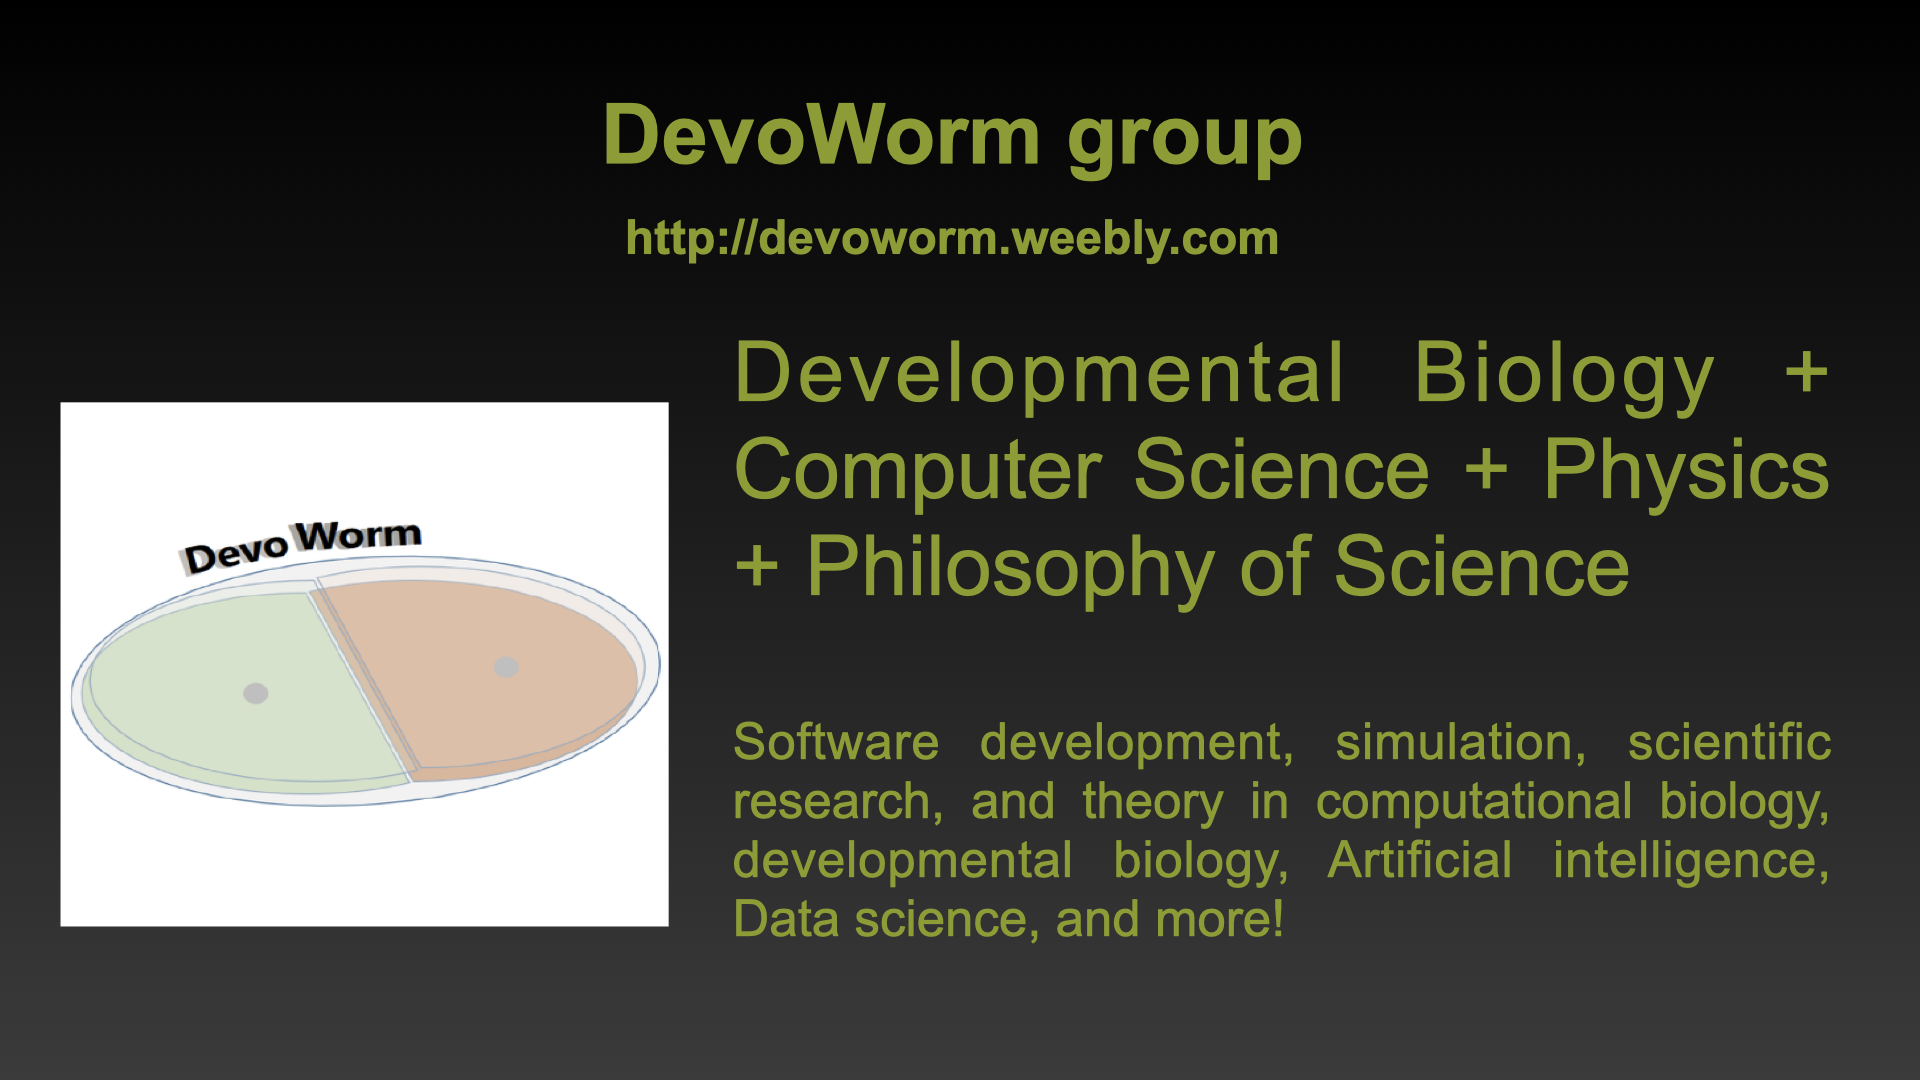 DevoWorm group
http://devoworm.weebly.com
Developmental Biology +
Computer Science + Physics
+ Philosophy of Science
Devo Worm
Software development, simulation, scientific
research, and theory in computational biology,
developmental biology, Artificial intelligence,
Data science, and more!